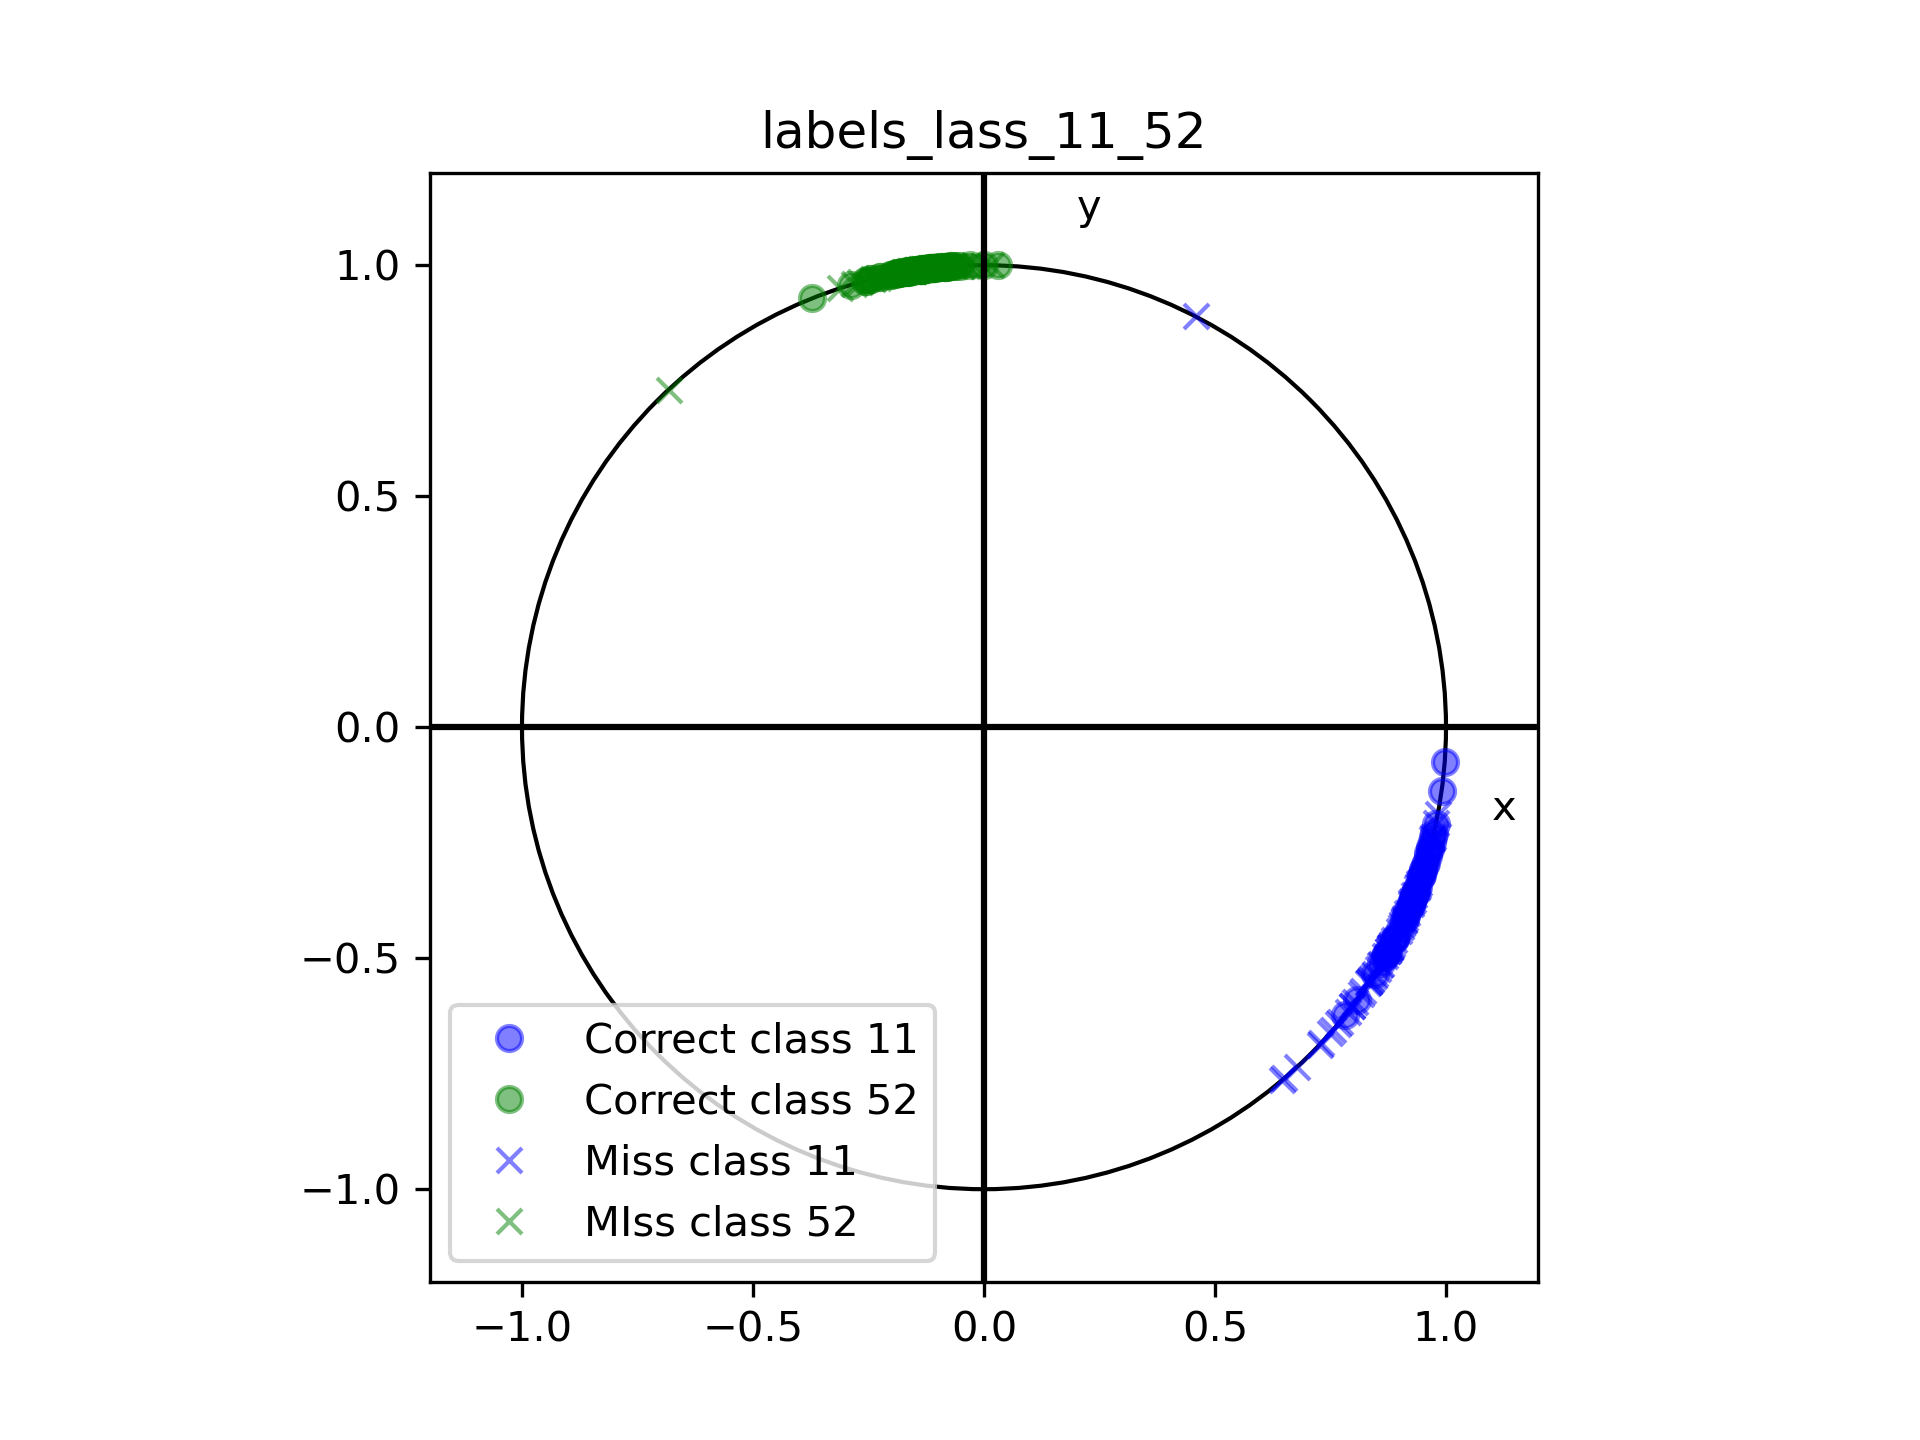 labels_lass_11_52
y
1.0
0.5
0.0
x
−0.5
−1.0
Correct class 11
Correct class 52
Miss class 11
MIss class 52
−1.0 −0.5 0.0 0.5 1.0